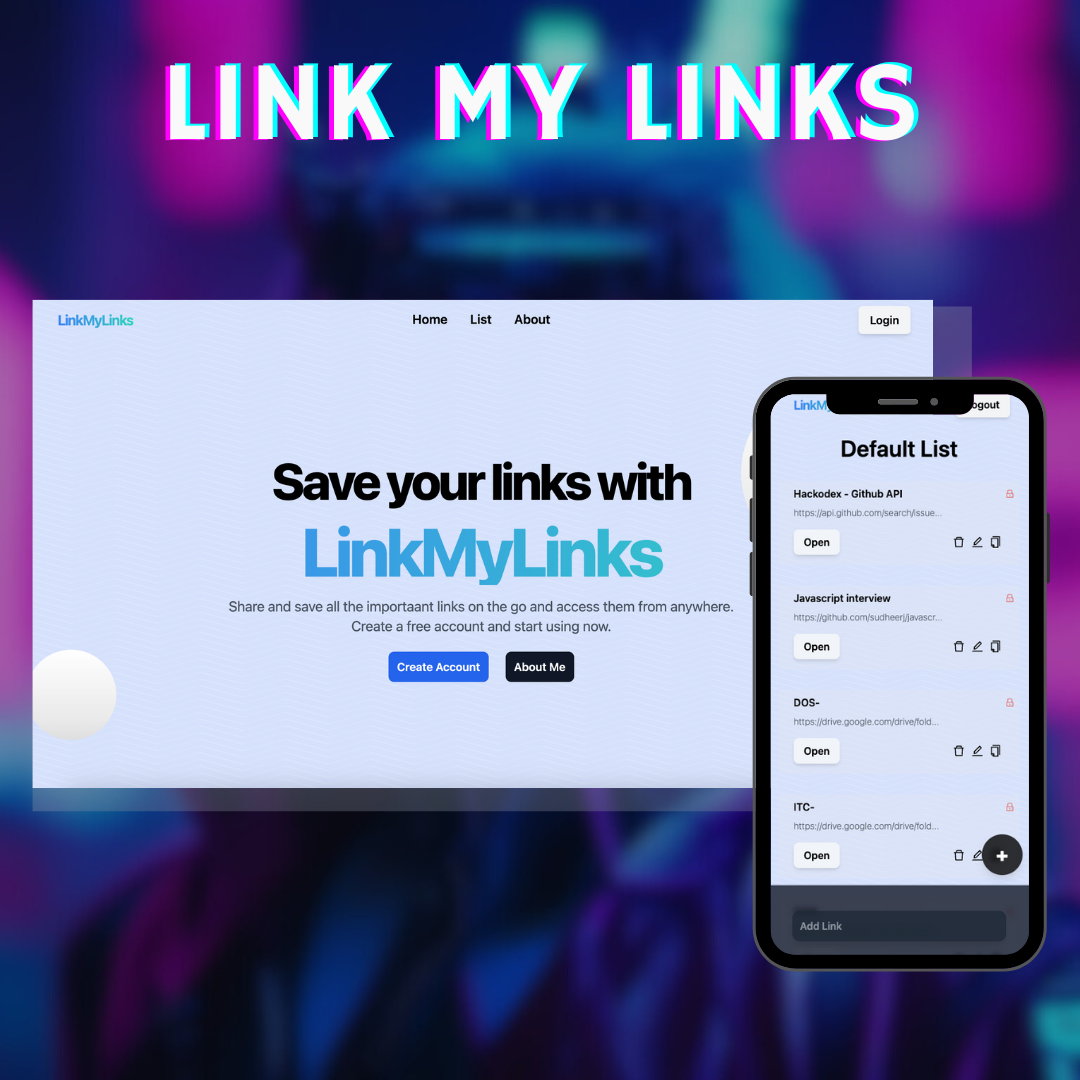 LINK MY LINKS
LinkMyLinks
Home List About
Login
Save your links with
LinkMyLinks
Share and save all the importaant links on the go and access them from anywhere.
Create a free account and start using now.
Create Account About Me
LinkM
ogout
Default List
Hackodex - Github API
https://api.github.com/search/issue...
Open
Javascript interview
https://github.com/sudheerj/javascr...
Open
DOS-
https://drive.google.com/drive/fold...
Open
ITC-
https://drive.google.com/drive/fold...
Open
+
Add Link